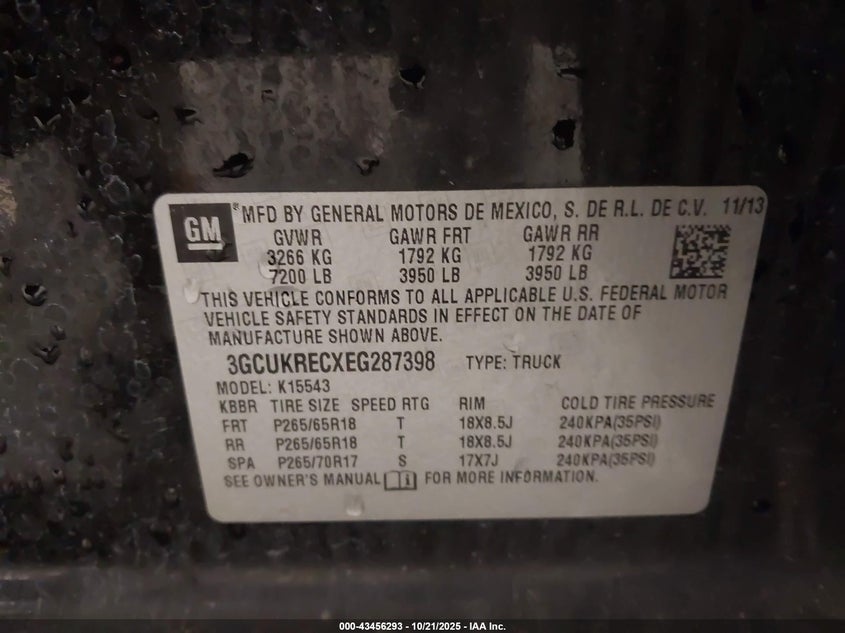 GM
®MFD BY GENERAL MOTORS DE MEXICO, S. DE R.L. DE C.V. 11/13
GVWR GAWR FRT GAWR RR
3266 KG 1792 KG 1792 KG
7200 LB 3950 LB 3950 LB
THIS VEHICLE CONFORMS TO ALL APPLICABLE U.S. FEDERAL MOTOR
VEHICLE SAFETY STANDARDS IN EFFECT ON THE DATE OF
MANUFACTURE SHOWN ABOVE.
3GCUKRECXEG287398 TYPE: TRUCK
MODEL: K15543
KBBR TIRE SIZE SPEED RTG RIM COLD TIRE PRESSURE
FRT P265/65R18 T 18X8.5J 240KPA(35PSI)
RR P265/65R18 T 18X8.5J 240KPA(35PSI)
SPA P265/70R17 S 17X7J 240KPA(35PSI)
SEE OWNER'S MANUAL FOR MORE INFORMATION.
000-43456293 - 10/21/2025 - IAA Inc.